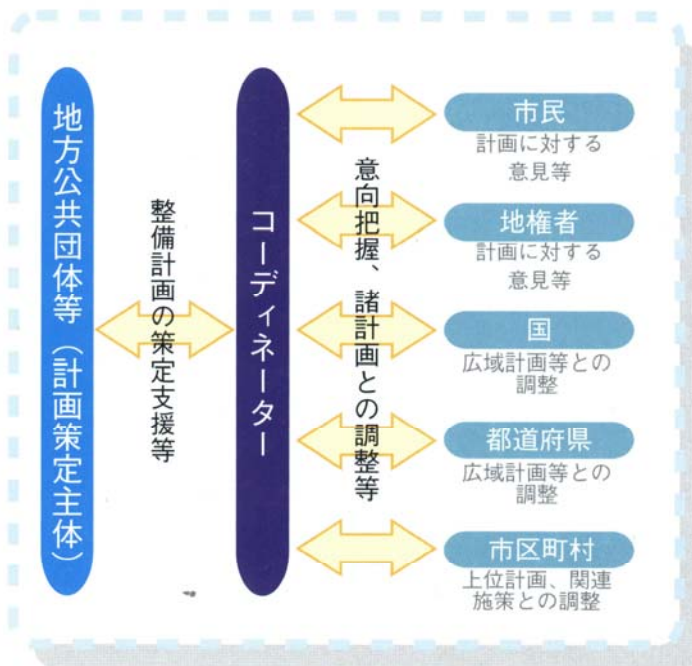 地方公共団体等（計画策定主体）
整備計画の策定支援等
コーディネーター
意向把握、諸計画との調整等
市民
計画に対する
意見等
地権者
計画に対する
意見等
国
広域計画等との
調整
都道府県
広域計画等との
調整
市区町村
上位計画、関連
施策との調整